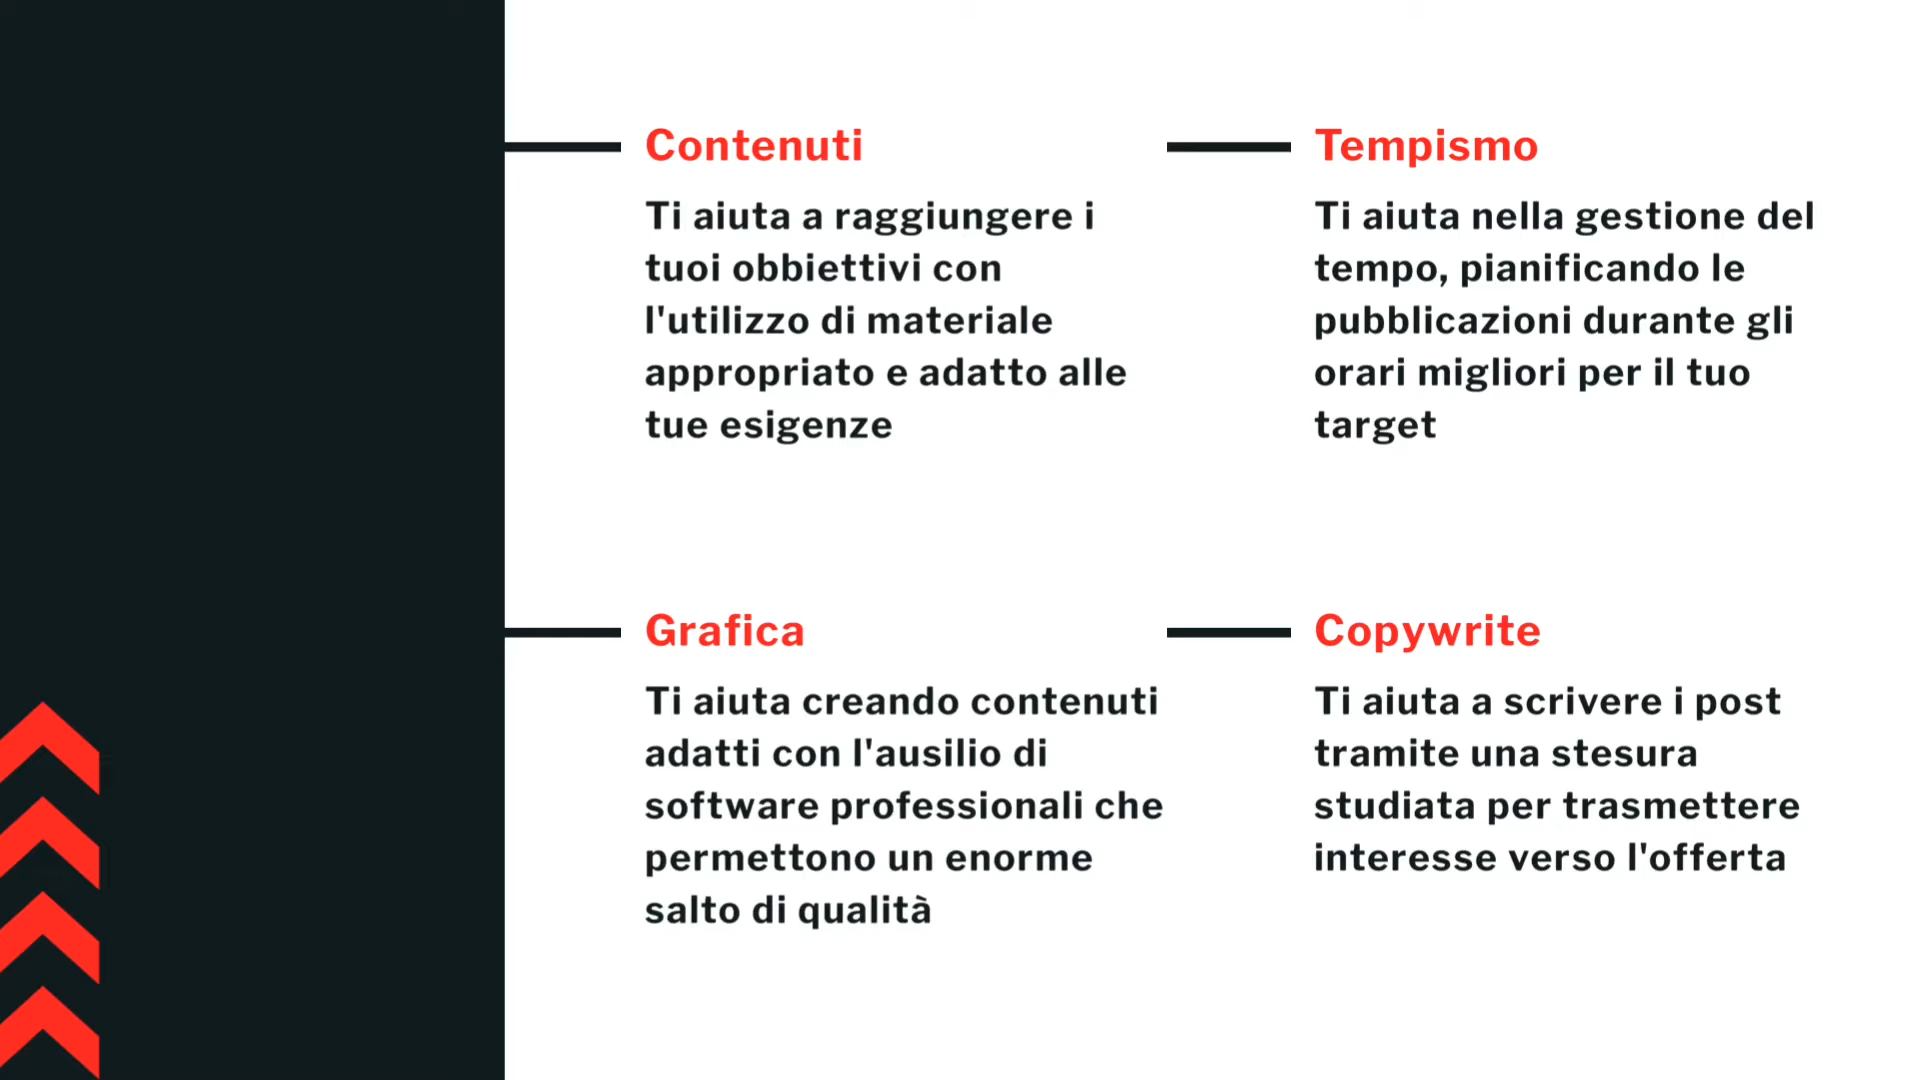 Contenuti
Ti aiuta a raggiungere i
tuoi obbiettivi con
l'utilizzo di materiale
appropriato e adatto alle
tue esigenze
Tempismo
Ti aiuta nella gestione del
tempo, pianificando le
pubblicazioni durante gli
orari migliori per il tuo
target
Grafica
Ti aiuta creando contenuti
adatti con l'ausilio di
software professionali che
permettono un enorme
salto di qualità
Copywrite
Ti aiuta a scrivere i post
tramite una stesura
studiata per trasmettere
interesse verso l'offerta